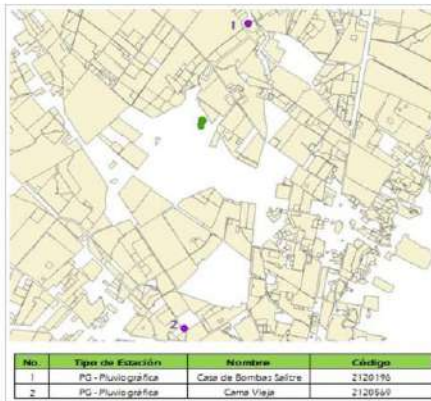 1
2
No. Tipo de Estación Nombre Código
1 PG - Pluviográfica Casa de Bombas Salitre 2120196
2 PG - Pluviográfica Cama Vieja 2120569